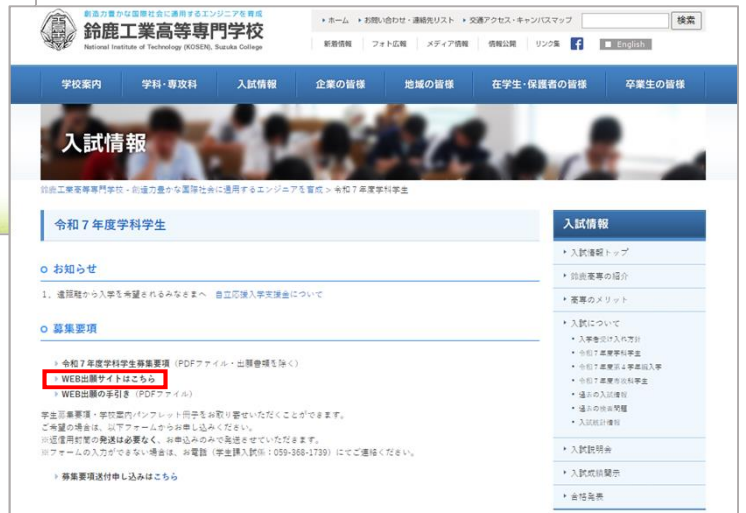 創造力豊かな国際社会に通用するエンジニアを育成
鈴鹿工業高等専門学校
National Institute of Technology (KOSEN), Suzuka College
ホーム
お問い合わせ・連絡先リスト
交通アクセス・キャンパスマップ
検索
新着情報
フォト広報
メディア情報
情報公開
リンク集
English
学校案内
学科・専攻科
入試情報
企業の皆様
地域の皆様
在学生・保護者の皆様
卒業生の皆様
入試情報
鈴鹿工業高等専門学校 - 創造力豊かな国際社会に通用するエンジニアを育成 > 令和7年度学科学生
令和7年度学科学生
お知らせ
1、遠隔地から入学を希望されるみなさまへ 自立応援入学支援金について
募集要項
令和7年度学科学生募集要項（PDFファイル・出願書類を除く）
WEB出願サイトはこちら
WEB出願の手引き（PDFファイル）
学生募集要項・学校案内パンフレット冊子をお取り寄せいただくことができます。
ご希望の場合は、以下フォームからお申し込みください。
※返信用封筒の発送は必要なく、お申込みのみで発送させていただきます。
※フォームの入力ができない場合は、お電話（学生課入試係：059-368-1739）にてご連絡ください。
募集要項送付申し込みはこちら
入試情報
入試情報トップ
鈴鹿高専の紹介
高専のメリット
入試について
入学者受け入れ方針
令和7年度学科学生
令和7年度第4学年編入学
令和7年度専攻科学生
過去の入試情報
過去の検査問題
入試統計情報
入試説明会
入試成績開示
合格発表